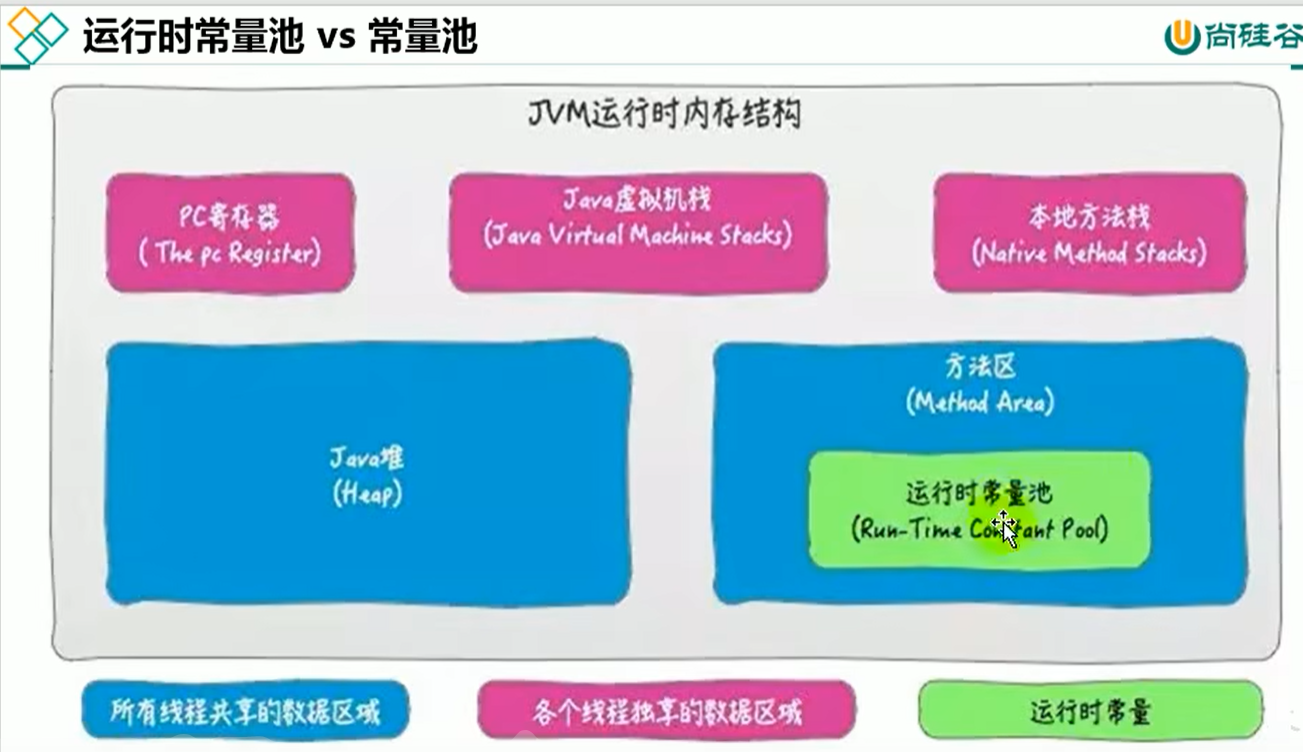 运行时常量池 vs 常量池
尚硅谷
JVM运行时内存结构
PC寄存器
( The pc Register)
Java虚拟机栈
(Java Virtual Machine Stacks)
本地方法栈
(Native Method Stacks)
Java堆
(Heap)
方法区
(Method Area)
运行时常量池
(Run-Time Constant Pool)
所有线程共享的数据区域
各个线程独享的数据区域
运行时常量